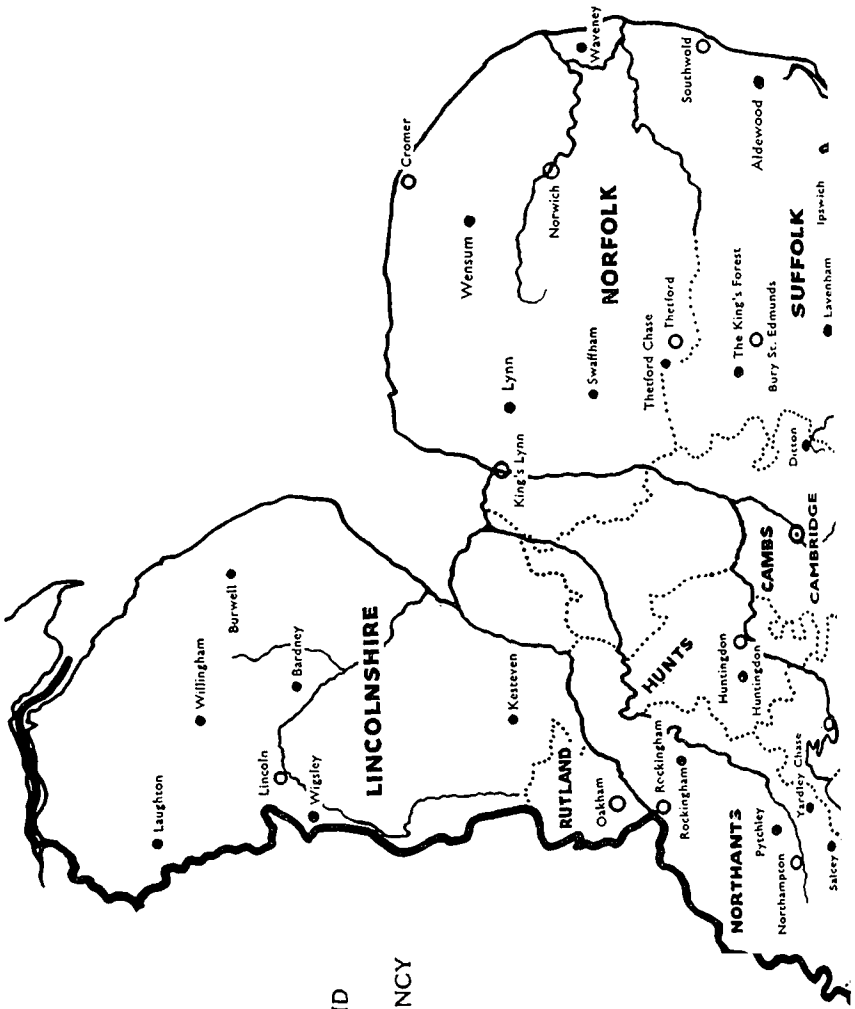 Laughton
Willingham
Burwell
Lincoln
Bardney
Wigsley
LINCOLNSHIRE
Kesteven
RUTLAND
Oakham
Rockingham
Rockingham
NORTHANTS
Pytchley
Northampton
Yardley Chase
Salcey
HUNTS
Huntingdon
Huntingdon
CAMBS
CAMBRIDGE
Cromer
Wensum
Norwich
Waveney
Lynn
King's Lynn
NORFOLK
Swaffham
Thetford Chase
Thetford
Southwold
The King's Forest
Bury St. Edmunds
Aldewood
SUFFOLK
Ipswich
Lavenham
Ditton
ID
NCY